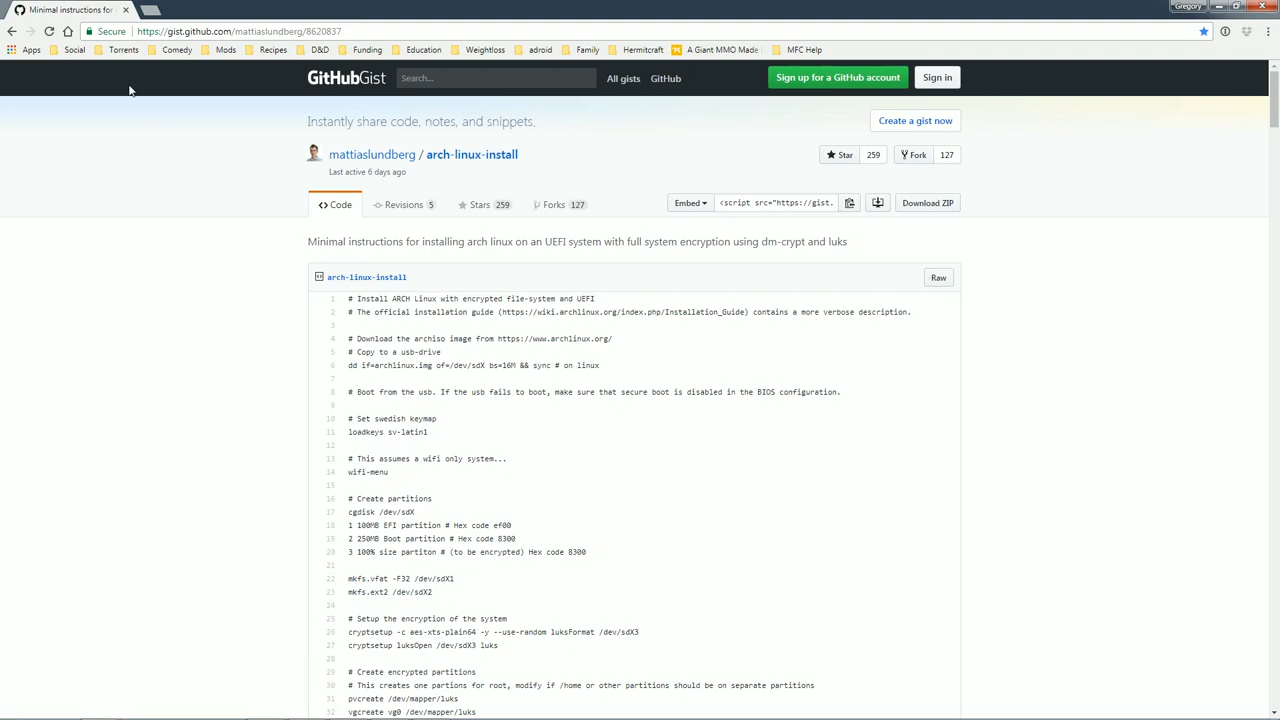 Minimal instructions for
Gregory
Secure https://gist.github.com/mattiaslundberg/8620837
Apps Social Torrents Comedy Mods Recipes D&D Funding Education Weightloss adroid Family Hermitcraft A Giant MMO Made MFC Help
GitHubGist Search... All gists GitHub Sign up for a GitHub account Sign in
Instantly share code, notes, and snippets. Create a gist now
mattiaslundberg / arch-linux-install Star 259 Fork 127
Last active 6 days ago
<> Code Revisions 5 Stars 259 Forks 127 Embed <script src="https://gist. Download ZIP
Minimal instructions for installing arch linux on an UEFI system with full system encryption using dm-crypt and luks
arch-linux-install Raw
1 # Install ARCH Linux with encrypted file-system and UEFI
2 # The official installation guide (https://wiki.archlinux.org/index.php/Installation_Guide) contains a more verbose description.
3
4 # Download the archiso image from https://www.archlinux.org/
5 # Copy to a usb-drive
6 dd if=archlinux.img of=/dev/sdX bs=16M && sync # on linux
7
8 # Boot from the usb. If the usb fails to boot, make sure that secure boot is disabled in the BIOS configuration.
9
10 # Set swedish keymap
11 loadkeys sv-latin1
12
13 # This assumes a wifi only system...
14 wifi-menu
15
16 # Create partitions
17 cgdisk /dev/sdX
18 1 100MB EFI partition # Hex code ef00
19 2 250MB Boot partition # Hex code 8300
20 3 100% size partiton # (to be encrypted) Hex code 8300
21
22 mkfs.vfat -F32 /dev/sdX1
23 mkfs.ext2 /dev/sdX2
24
25 # Setup the encryption of the system
26 cryptsetup -c aes-xts-plain64 -y --use-random luksFormat /dev/sdX3
27 cryptsetup luksOpen /dev/sdX3 luks
28
29 # Create encrypted partitions
30 # This creates one partions for root, modify if /home or other partitions should be on separate partitions
31 pvcreate /dev/mapper/luks
32 vgcreate vg0 /dev/mapper/luks